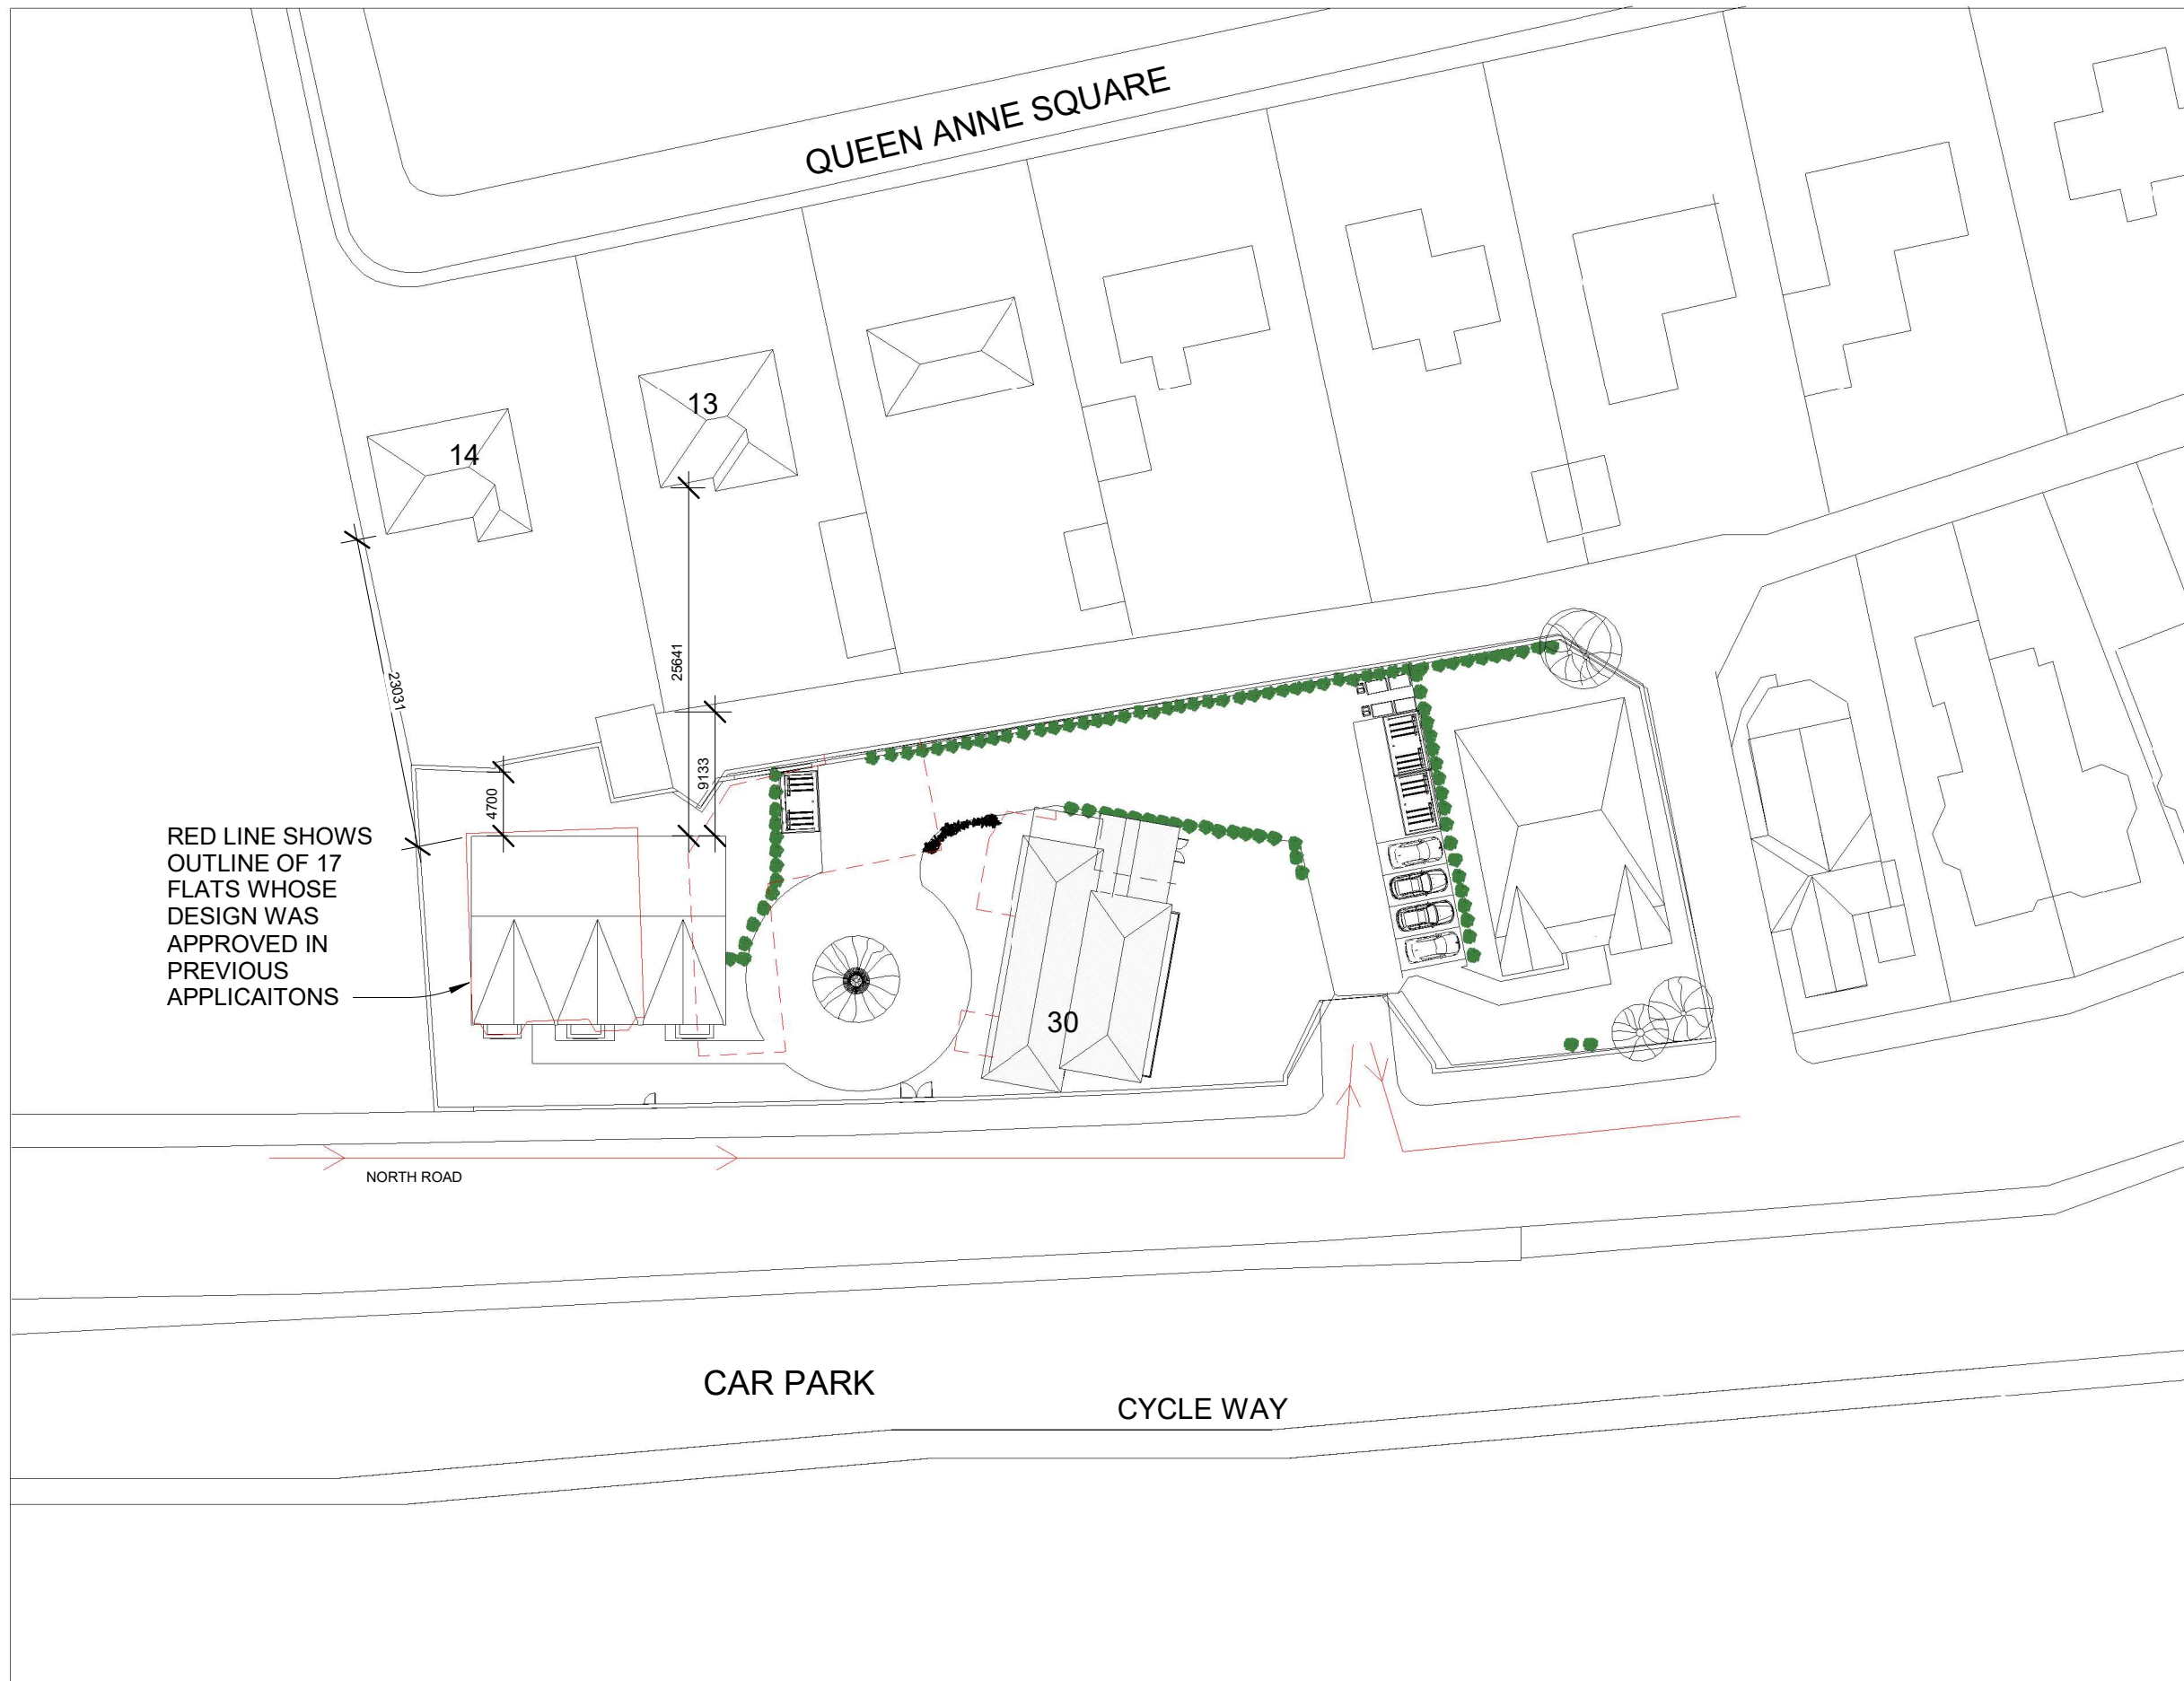 QUEEN ANNE SQUARE
13
14
25641
23031
9133
4700
RED LINE SHOWS
OUTLINE OF 17
FLATS WHOSE
DESIGN WAS
APPROVED IN
PREVIOUS
APPLICAITONS
30
NORTH ROAD
CAR PARK
CYCLE WAY